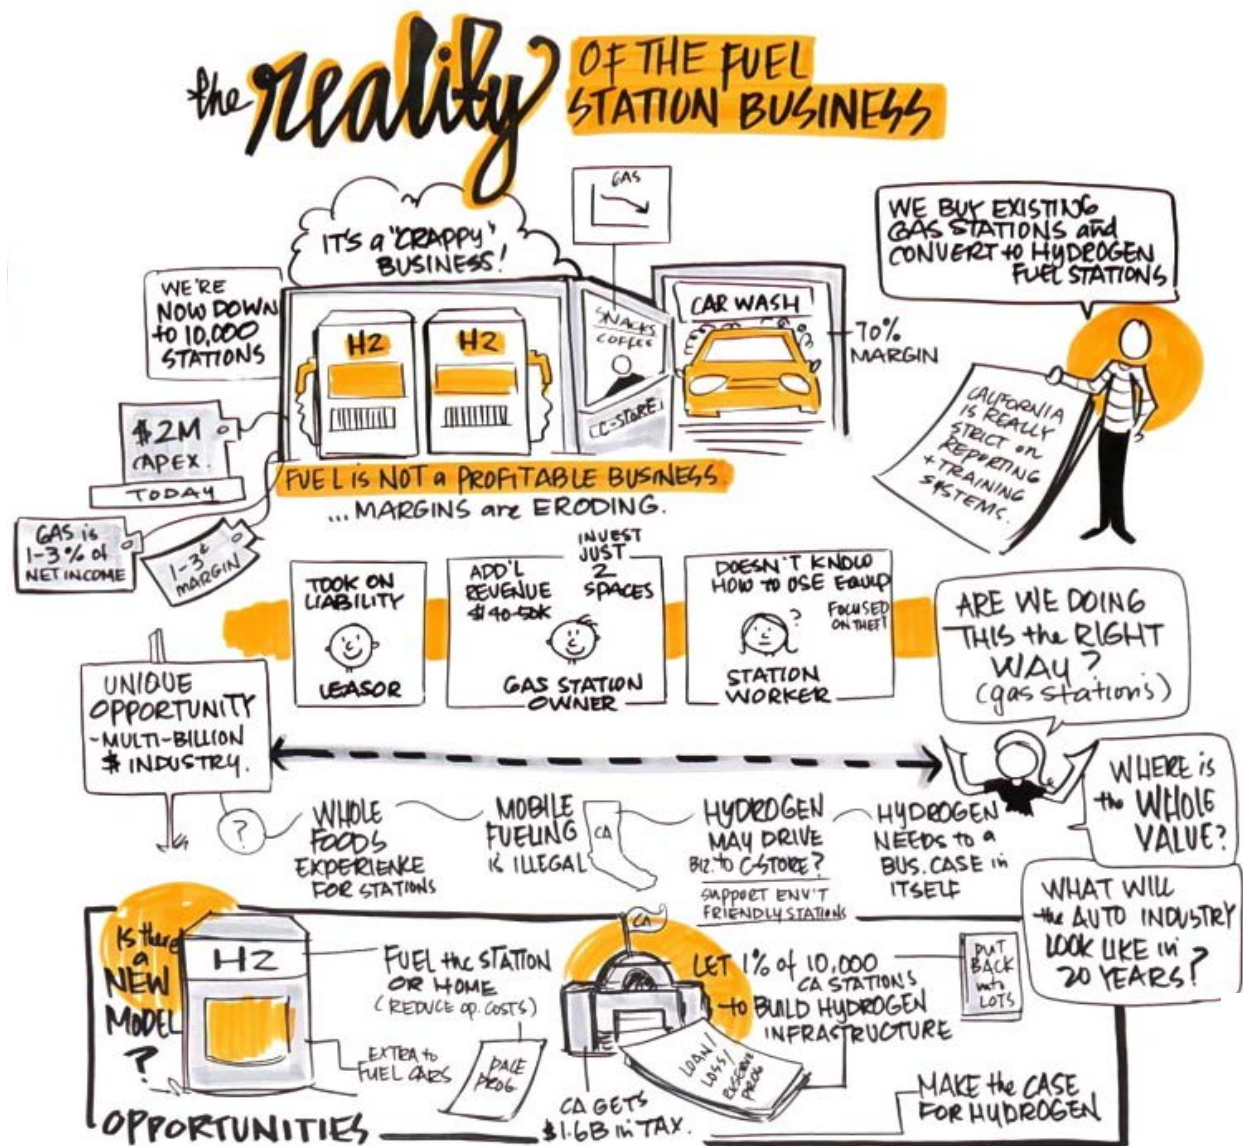 the reality OF THE FUEL
STATION BUSINESS
GAS
IT'S a "CRAPPY"
BUSINESS!
WE'RE
NOW DOWN
to 10,000
STATIONS
H2
H2
SNACKS
COFFEE
C-STORE
CAR WASH
70%
MARGIN
WE BUY EXISTING
GAS STATIONS and
CONVERT to HYDROGEN
FUEL STATIONS
CALIFORNIA
IS REALLY
STRICT on
REPORTING
+ TRAINING
SYSTEMS.
$2M
CAPEX.
TODAY
GAS is
1-3% of
NET INCOME
1-3¢
MARGIN
FUEL is NOT a PROFITABLE BUSINESS
...MARGINS are ERODING.
TOOK ON
LIABILITY
LEASOR
ADD'L
REVENUE
$40-50K
INVEST
JUST
2
SPACES
GAS STATION
OWNER
DOESN'T KNOW
HOW TO USE EQUIP
FOCUSED
ON THEFT
?
STATION
WORKER
ARE WE DOING
THIS the RIGHT
WAY?
(gas stations)
UNIQUE
OPPORTUNITY
-MULTI-BILLION
$ INDUSTRY.
WHERE is
the WHOLE
VALUE?
?
WHOLE
FOODS
EXPERIENCE
FOR STATIONS
MOBILE
FUELING
is ILLEGAL
CA
HYDROGEN
MAY DRIVE
BIZ. to C-STORE?
SUPPORT ENV'T
FRIENDLY STATIONS
HYDROGEN
NEEDS to a
BUS. CASE in
ITSELF
WHAT WILL
the AUTO INDUSTRY
LOOK LIKE in
20 YEARS?
Is there
a
NEW
MODEL
?
H2
FUEL the STATION
OR HOME
(REDUCE OP. COSTS)
EXTRA to
FUEL CARS
PACE
PROG
CA
CA GETS
$1.6B in TAX.
LET 1% of 10,000
CA STATIONS
to BUILD HYDROGEN
INFRASTRUCTURE
LOAN/
LOSS/
RESERVE
PROG
PUT
BACK
into
LOTS
MAKE the CASE
FOR HYDROGEN
OPPORTUNITIES